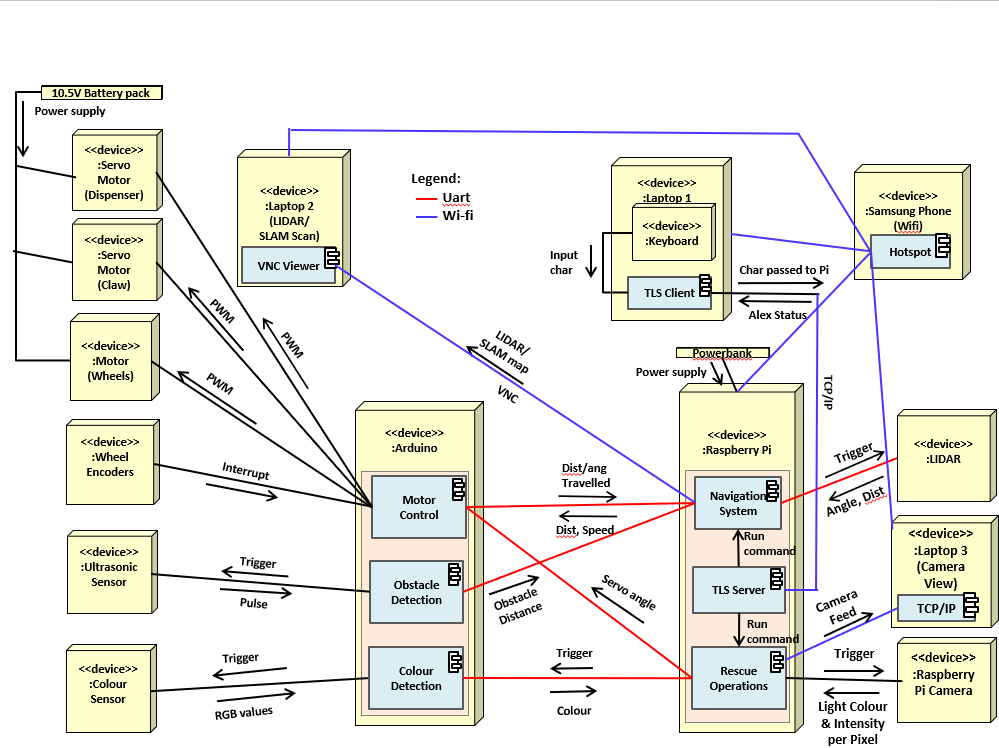 10.5V Battery pack
Power supply
<<device>>
:Servo
Motor
(Dispenser)
<<device>>
:Servo
Motor
(Claw)
<<device>>
:Motor
(Wheels)
<<device>>
:Wheel
Encoders
<<device>>
:Ultrasonic
Sensor
<<device>>
:Colour
Sensor
PWM
PWM
PWM
Interrupt
Trigger
Pulse
Trigger
RGB values
<<device>>
:Laptop 2
(LIDAR/
SLAM Scan)
VNC Viewer
Legend:
Uart
Wi-fi
<<device>>
:Arduino
Motor
Control
Obstacle
Detection
Colour
Detection
LIDAR/
SLAM map
VNC
Dist/ang
Travelled
Dist, Speed
Obstacle
Distance
Servo angle
Trigger
Colour
<<device>>
:Laptop 1
<<device>>
:Keyboard
Input
char
TLS Client
Char passed to Pi
Alex Status
<<device>>
:Samsung Phone
(Wifi)
Hotspot
Powerbank
Power supply
TCP/IP
<<device>>
:Raspberry Pi
Navigation
System
Run
command
TLS Server
Run
command
Rescue
Operations
Trigger
Angle, Dist
<<device>>
:LIDAR
Camera
Feed
<<device>>
:Laptop 3
(Camera
View)
TCP/IP
Trigger
Light Colour
& Intensity
per Pixel
<<device>>
:Raspberry
Pi Camera